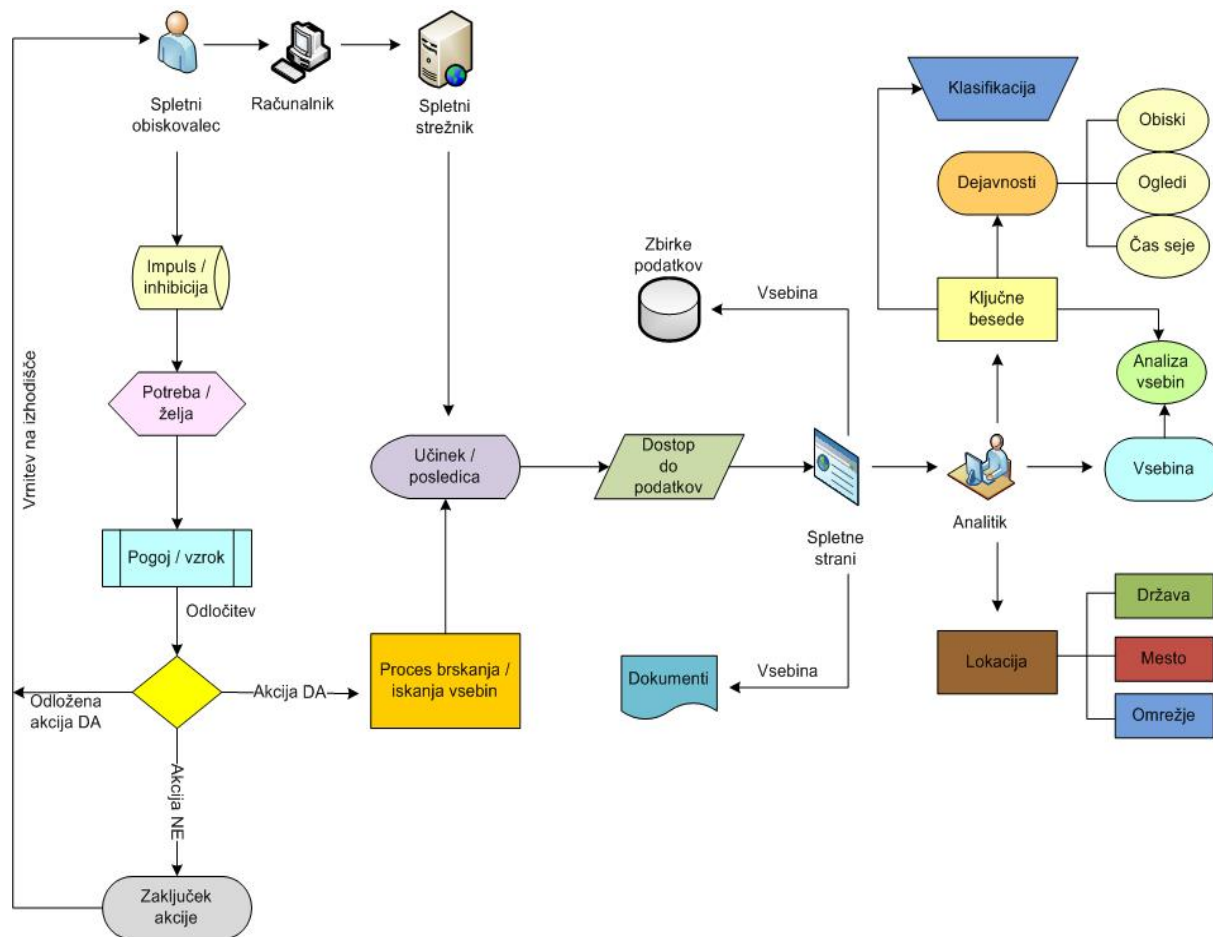 Spletni
obiskovalec
Računalnik
Spletni
strežnik
Klasifikacija
Obiski
Dejavnosti
Ogledi
Čas seje
Impuls /
inhibicija
Zbirke
podatkov
Vsebina
Ključne
besede
Analiza
vsebin
Vrnitev na izhodišče
Potreba /
želja
Učinek /
posledica
Dostop
do
podatkov
Vsebina
Analitik
Spletne
strani
Pogoj / vzrok
Odločitev
Država
Proces brskanja /
iskanja vsebin
Lokacija
Mesto
Dokumenti
Vsebina
Odložena
akcija DA
Akcija DA
Omrežje
Akcija NE
Zaključek
akcije